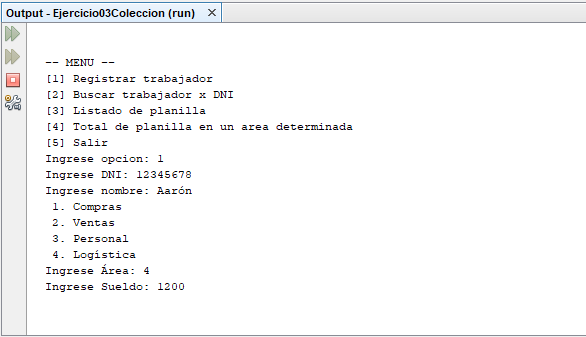 Output - Ejercicio03Coleccion (run)
-- MENU --
[1] Registrar trabajador
[2] Buscar trabajador x DNI
[3] Listado de planilla
[4] Total de planilla en un area determinada
[5] Salir
Ingrese opcion: 1
Ingrese DNI: 12345678
Ingrese nombre: Aarón
1. Compras
2. Ventas
3. Personal
4. Logística
Ingrese Área: 4
Ingrese Sueldo: 1200